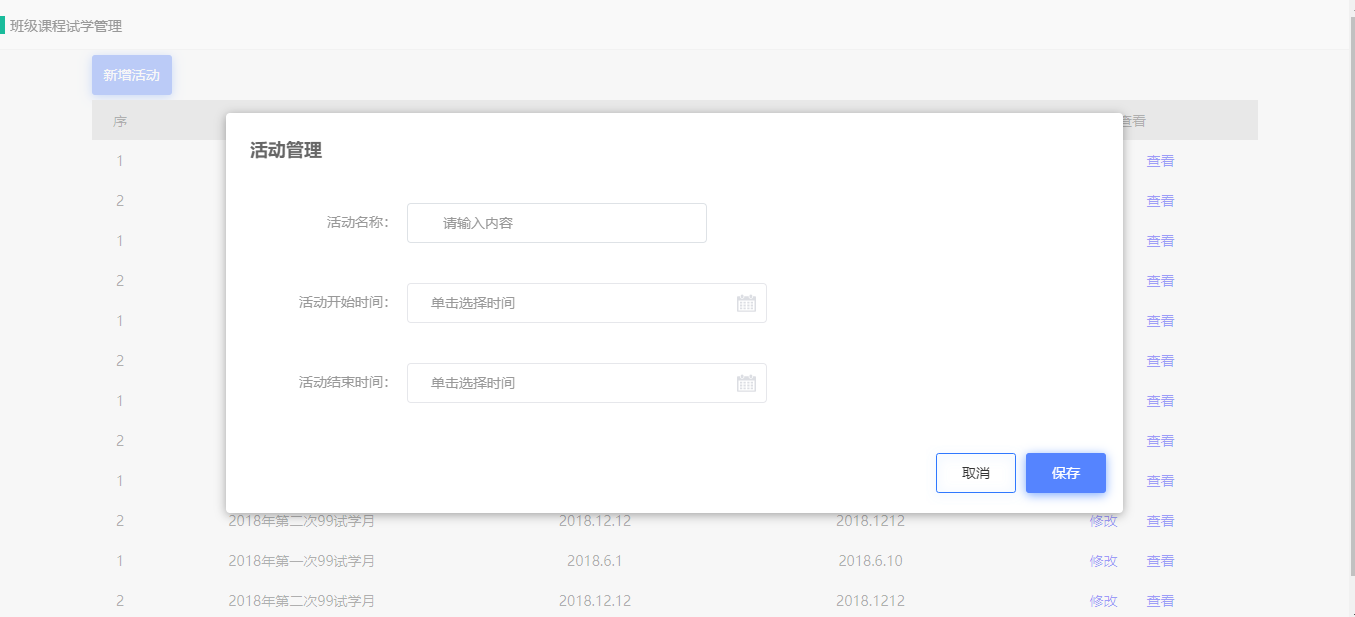 班级课程试学管理
新增活动
序 查看
1 查看
2 查看
1 查看
2 查看
1 查看
2 查看
1 查看
2 查看
1 查看
活动管理
活动名称: 请输入内容
活动开始时间: 单击选择时间
活动结束时间: 单击选择时间
取消 保存
2 2018年第二次99试学月 2018.12.12 2018.1212 修改 查看
1 2018年第一次99试学月 2018.6.1 2018.6.10 修改 查看
2 2018年第二次99试学月 2018.12.12 2018.1212 修改 查看